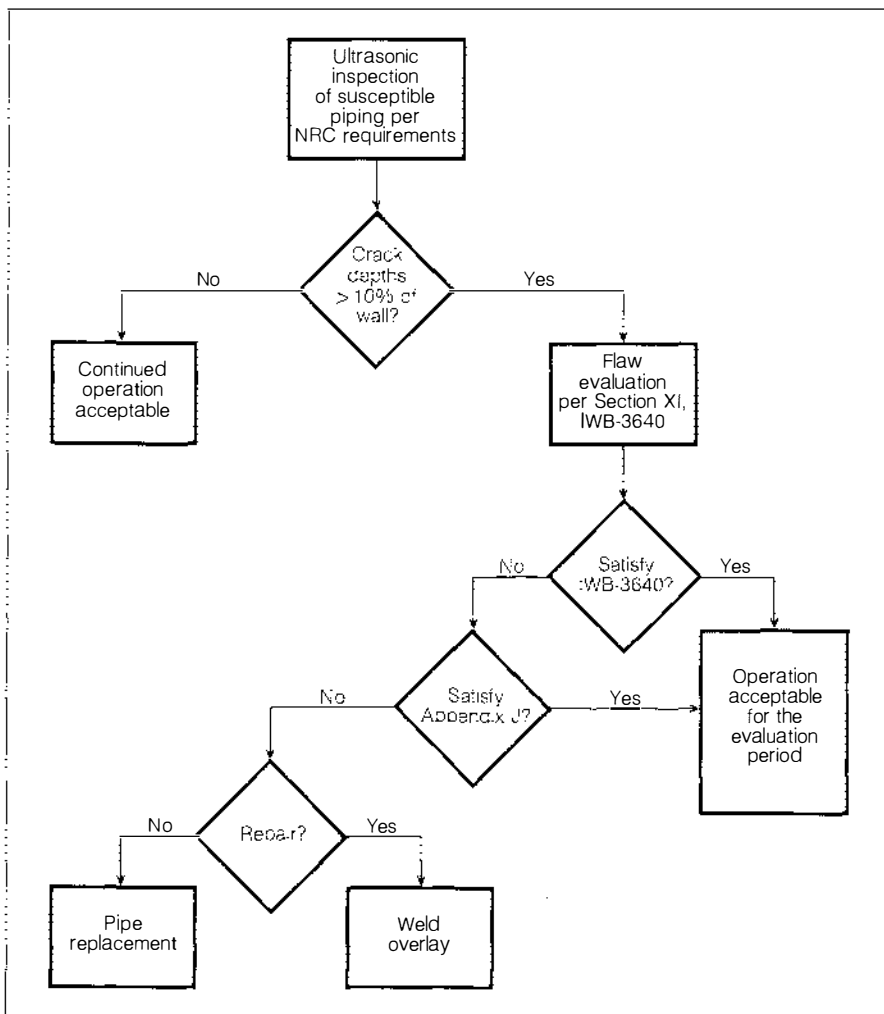 Ultrasonic
inspection
of susceptible
piping per
NRC requirements
Crack
depths
> 10% of
wall?
No
Yes
Continued
operation
acceptable
Flaw
evaluation
per Section XI,
IWB-3640
Satisfy
IWB-3640?
No
Yes
Satisfy
Appendix J?
No
Yes
Operation
acceptable
for the
evaluation
period
Repair?
No
Yes
Pipe
replacement
Weld
overlay